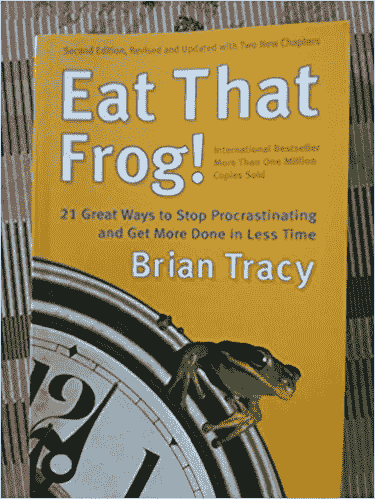 Second Edition, Revised and Updated with Two New Chapters
Eat That
Frog!
International Bestseller
More Than One Million
Copies Sold
21 Great Ways to Stop Procrastinating
and Get More Done in Less Time
Brian Tracy
12